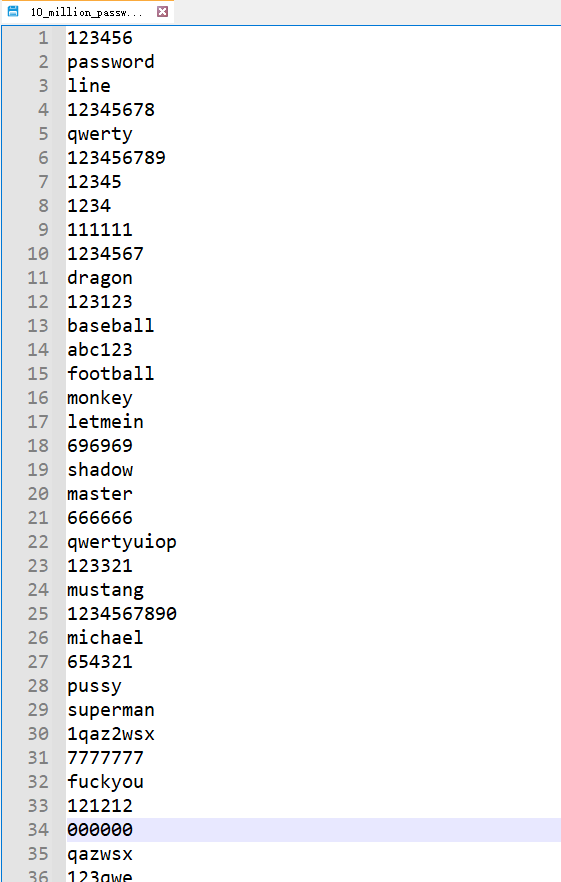 10_million_passw...
1 123456
2 password
3 line
4 12345678
5 qwerty
6 123456789
7 12345
8 1234
9 111111
10 1234567
11 dragon
12 123123
13 baseball
14 abc123
15 football
16 monkey
17 letmein
18 696969
19 shadow
20 master
21 666666
22 qwertyuiop
23 123321
24 mustang
25 1234567890
26 michael
27 654321
28 pussy
29 superman
30 1qaz2wsx
31 7777777
32 fuckyou
33 121212
34 000000
35 qazwsx
36 123qwe